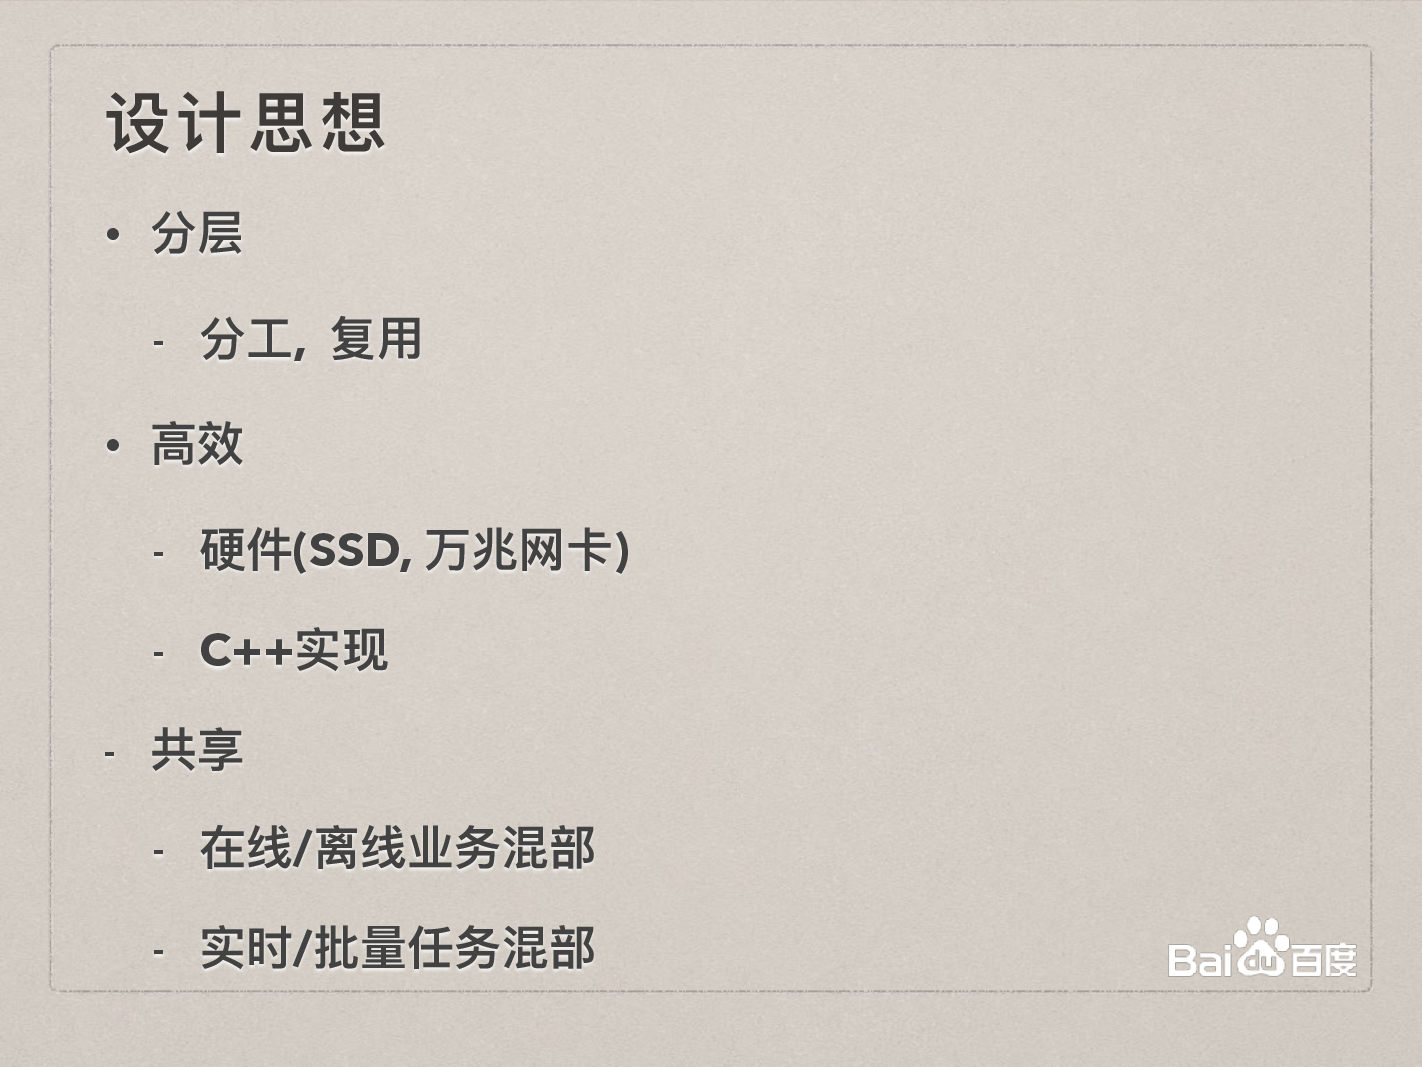 设计思想
• 分层
- 分工, 复用
• 高效
- 硬件(SSD, 万兆网卡)
- C++实现
- 共享
- 在线/离线业务混部
- 实时/批量任务混部
Bai du 百度